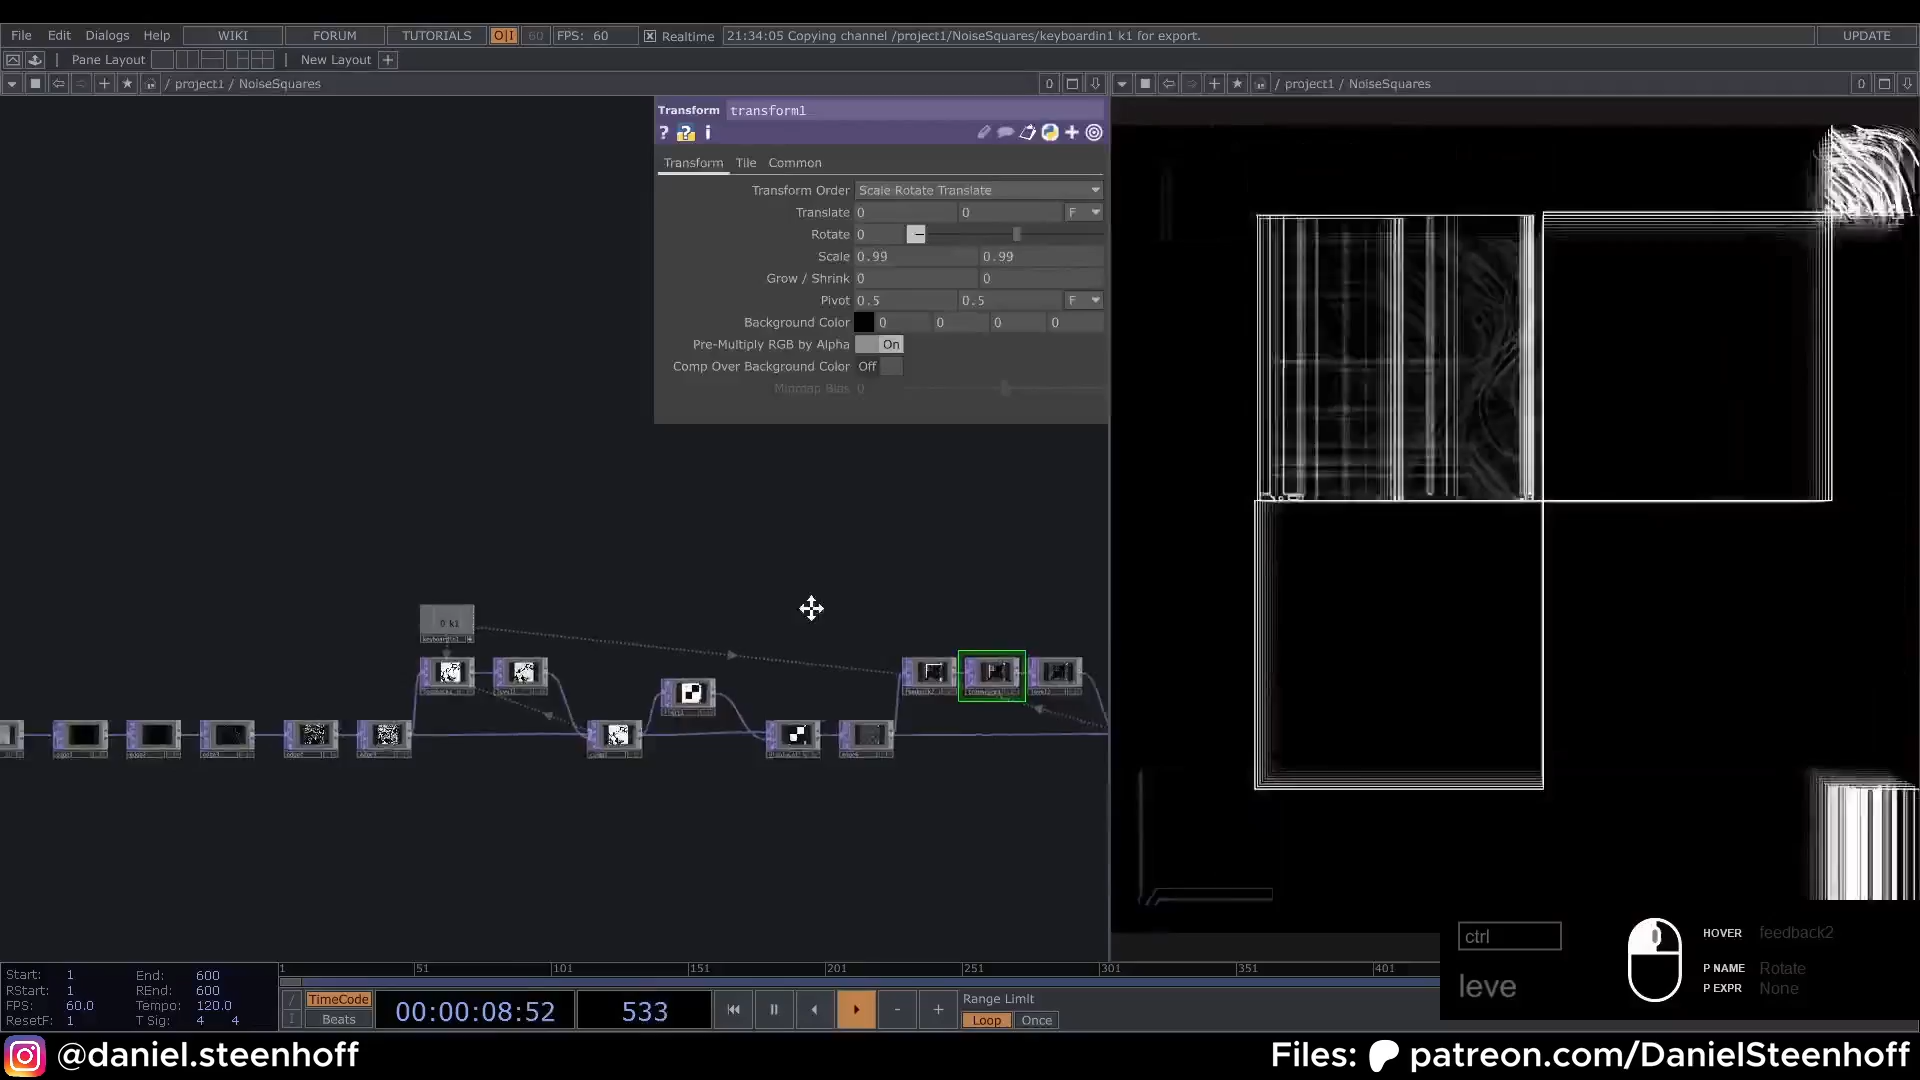 File Edit Dialogs Help WIKI FORUM TUTORIALS O|I 60 FPS: 60 Realtime 21:34:05 Copying channel /project1/NoiseSquares/keyboardin1 k1 for export. UPDATE
Pane Layout New Layout +
/ project1 / NoiseSquares 0
/ project1 / NoiseSquares 0
Transform transform1
? ? i
Transform Tile Common
Transform Order Scale Rotate Translate
Translate 0 0 F
Rotate 0
Scale 0.99 0.99
Grow / Shrink 0 0
Pivot 0.5 0.5 F
Background Color 0 0 0 0
Pre-Multiply RGB by Alpha On
Comp Over Background Color Off
Mipmap Bias 0
0 k1
ctrl
leve
HOVER feedback2
P NAME Rotate
P EXPR None
1 51 101 151 201 251 301 351 401
Start: 1 End: 600
RStart: 1 REnd: 600
FPS: 60.0 Tempo: 120.0
ResetF: 1 T Sig: 4 4
TimeCode
Beats
00:00:08:52 533
Range Limit
Loop Once
@daniel.steenhoff
Files: patreon.com/DanielSteenhoff